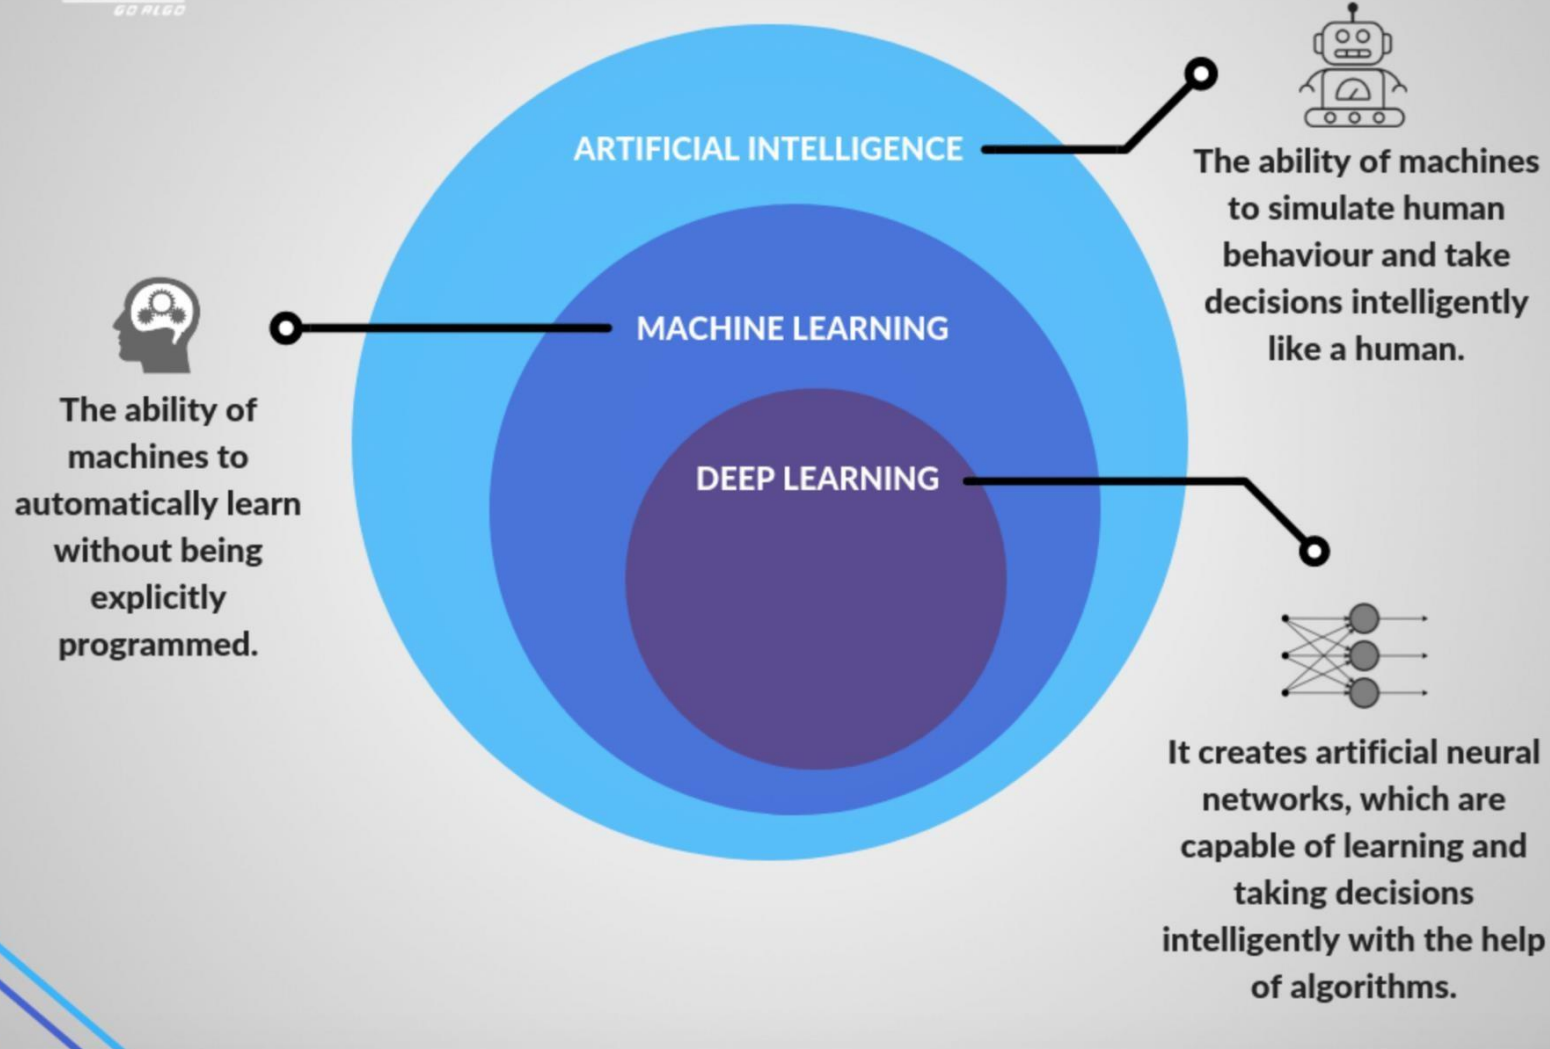 GO ALGO
ARTIFICIAL INTELLIGENCE
The ability of machines
to simulate human
behaviour and take
decisions intelligently
like a human.
MACHINE LEARNING
The ability of
machines to
automatically learn
without being
explicitly
programmed.
DEEP LEARNING
It creates artificial neural
networks, which are
capable of learning and
taking decisions
intelligently with the help
of algorithms.